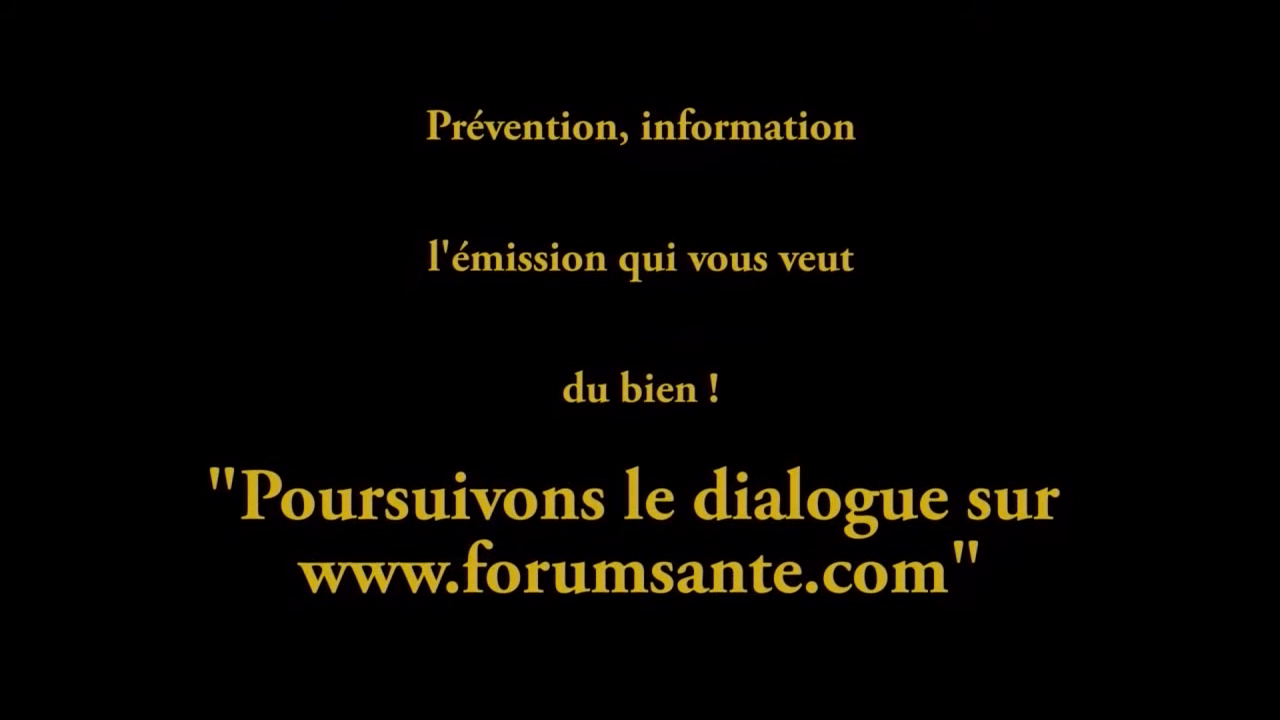 Prévention, information
l'émission qui vous veut
du bien !
"Poursuivons le dialogue sur
www.forumsante.com"